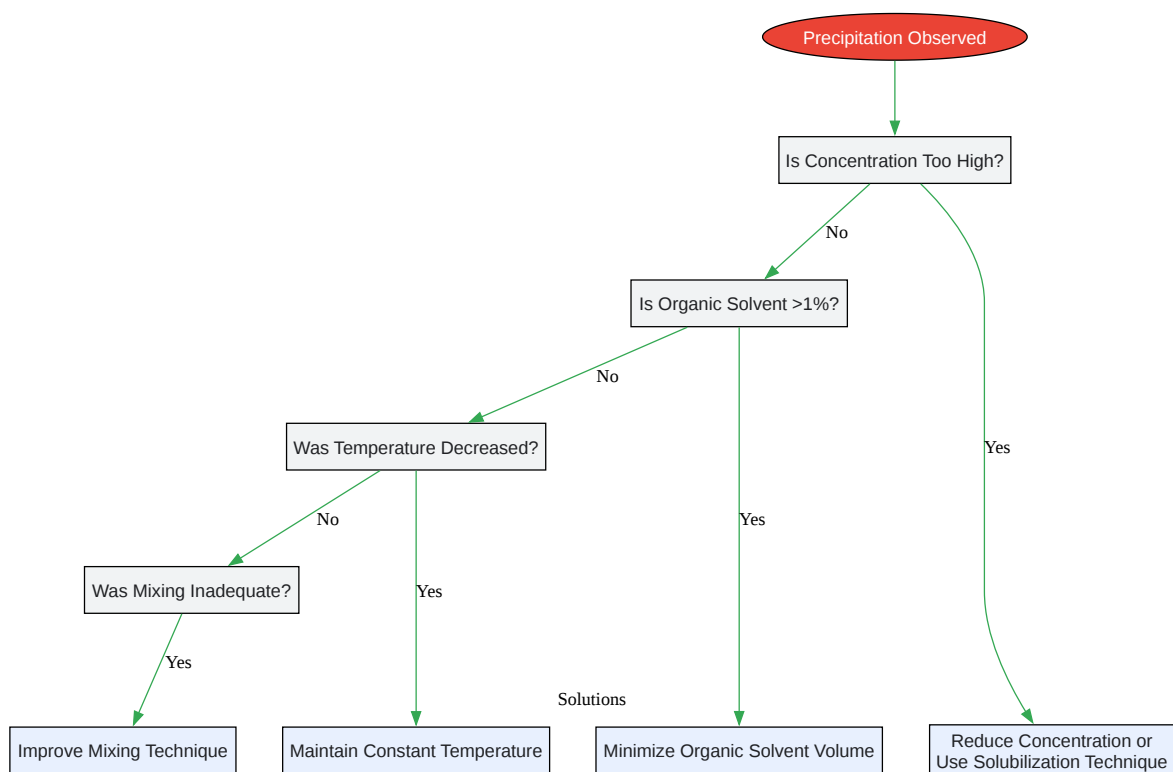 Precipitation Observed
Is Concentration Too High?
No
Is Organic Solvent >1%?
No
Was Temperature Decreased?
Yes
No
Yes
Was Mixing Inadequate?
Yes
Yes
Solutions
Improve Mixing Technique
Maintain Constant Temperature
Minimize Organic Solvent Volume
Reduce Concentration or
Use Solubilization Technique